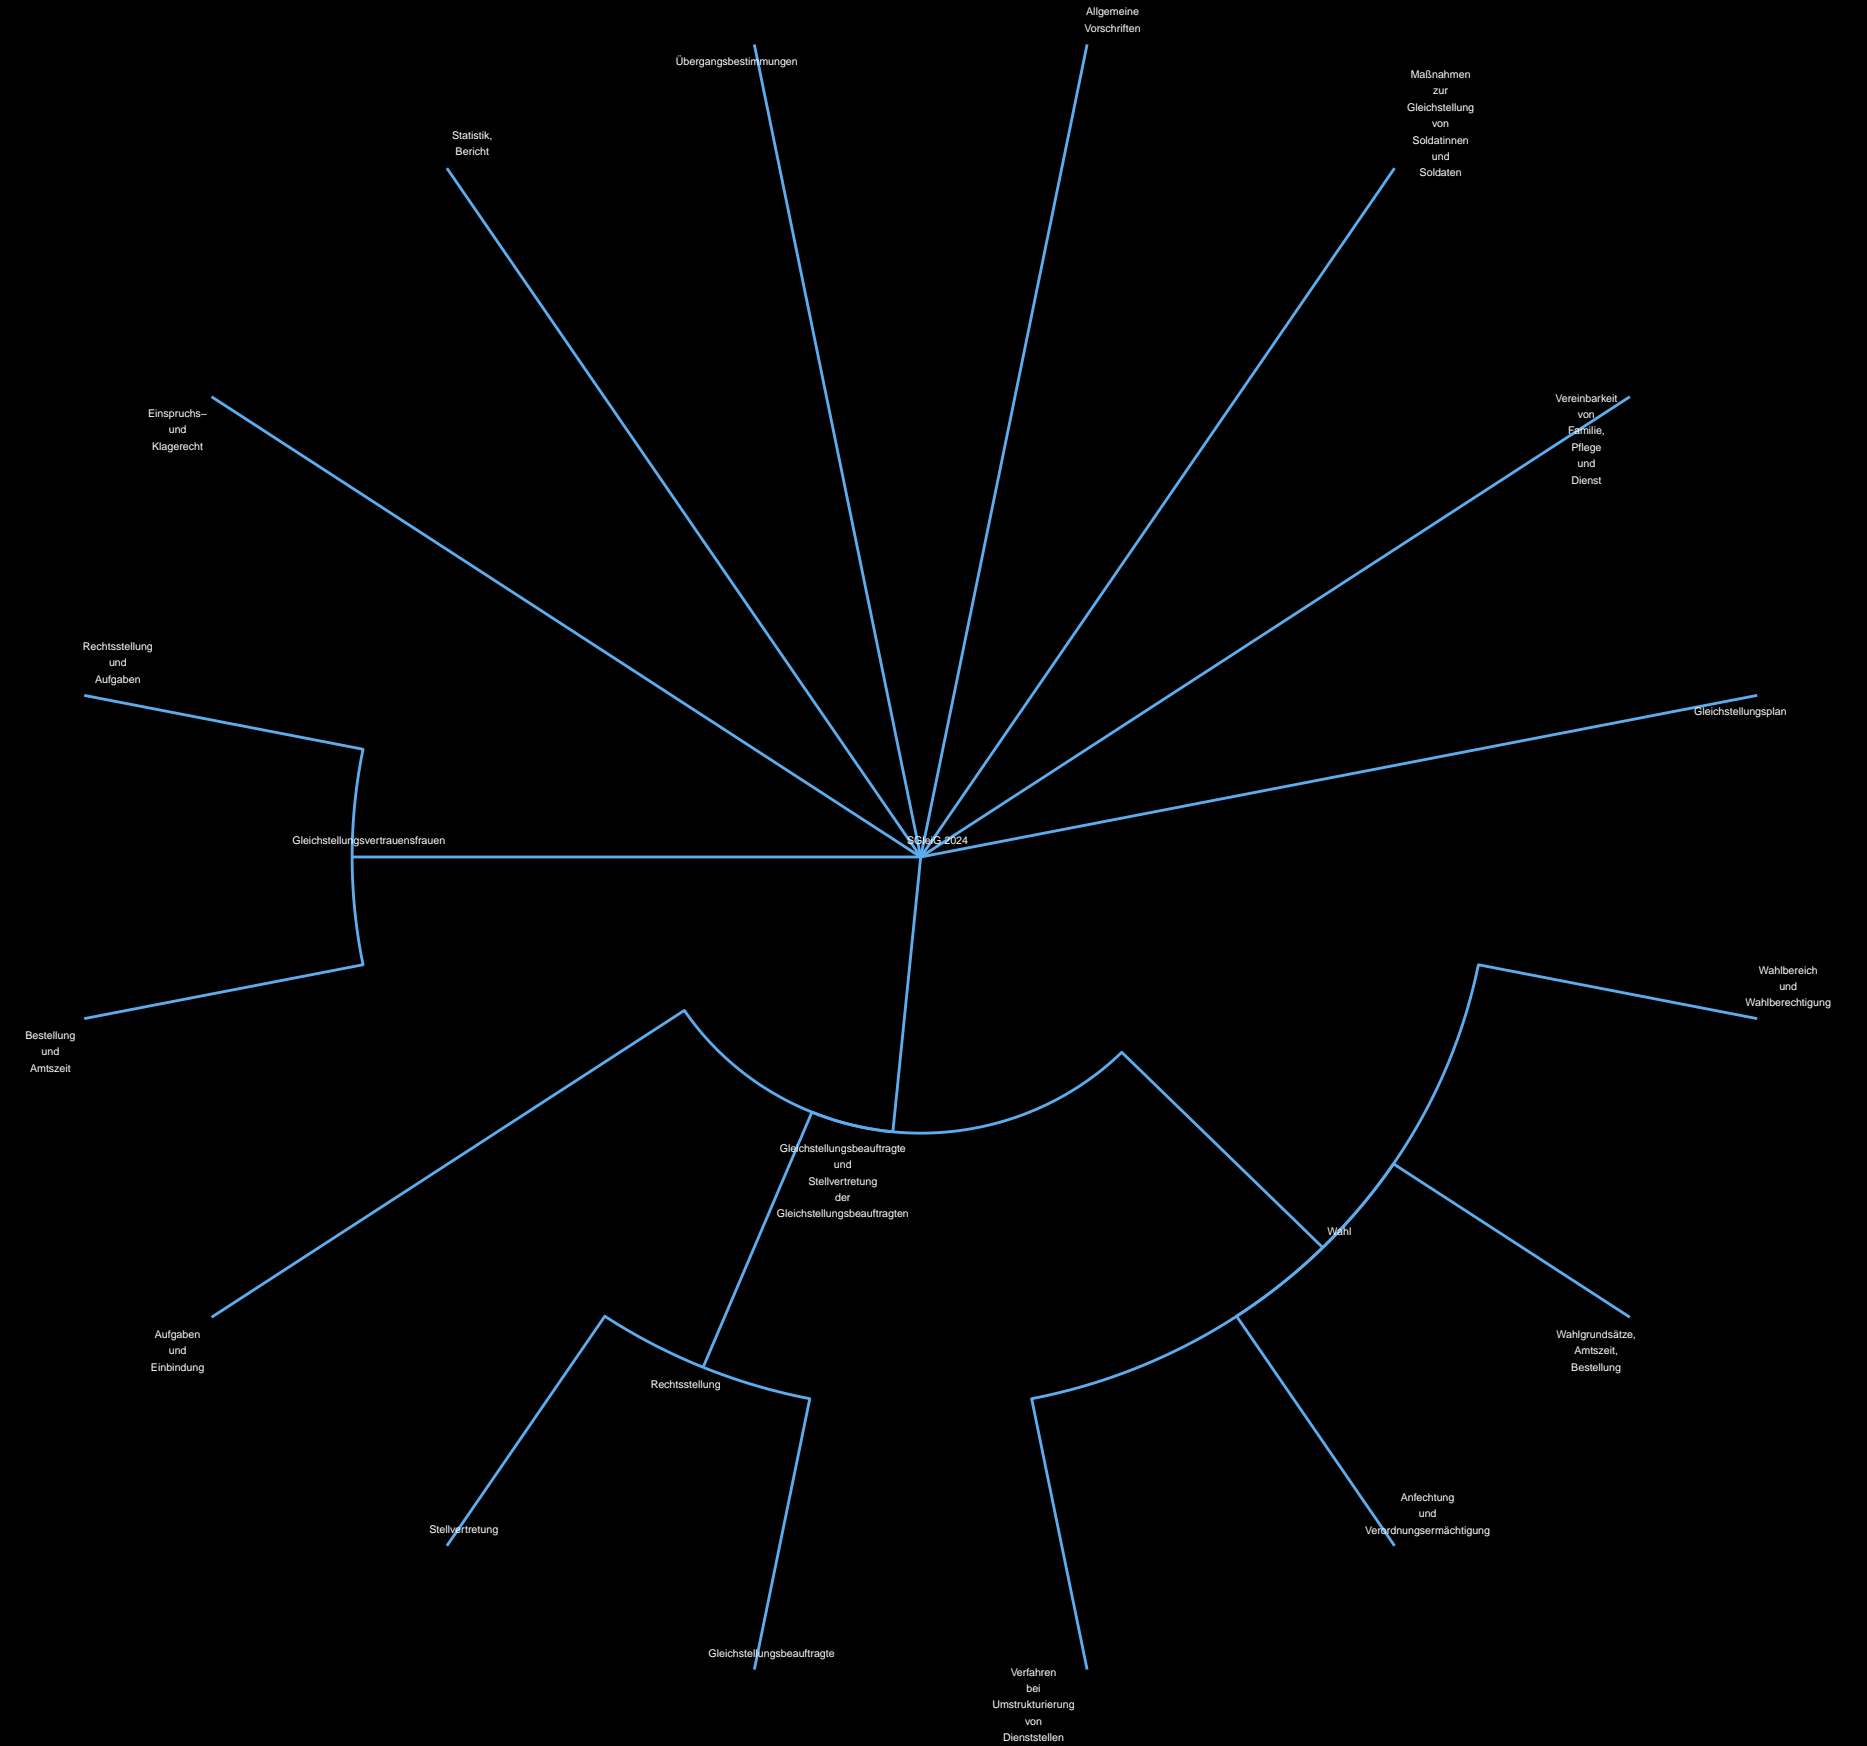 Allgemeine
Vorschriften
Übergangsbestimmungen
Maßnahmen
zur
Gleichstellung
von
Soldatinnen
und
Soldaten
Statistik,
Bericht
Vereinbarkeit
von
Familie,
Pflege
und
Dienst
Einspruchs–
und
Klagerecht
Rechtsstellung
und
Aufgaben
Gleichstellungsplan
Gleichstellungsvertrauensfrauen
SGleiG 2024
Wahlbereich
und
Wahlberechtigung
Bestellung
und
Amtszeit
Gleichstellungsbeauftragte
und
Stellvertretung
der
Gleichstellungsbeauftragten
Wahl
Aufgaben
und
Einbindung
Wahlgrundsätze,
Amtszeit,
Bestellung
Rechtsstellung
Anfechtung
und
Verordnungsermächtigung
Stellvertretung
Gleichstellungsbeauftragte
Verfahren
bei
Umstrukturierung
von
Dienststellen